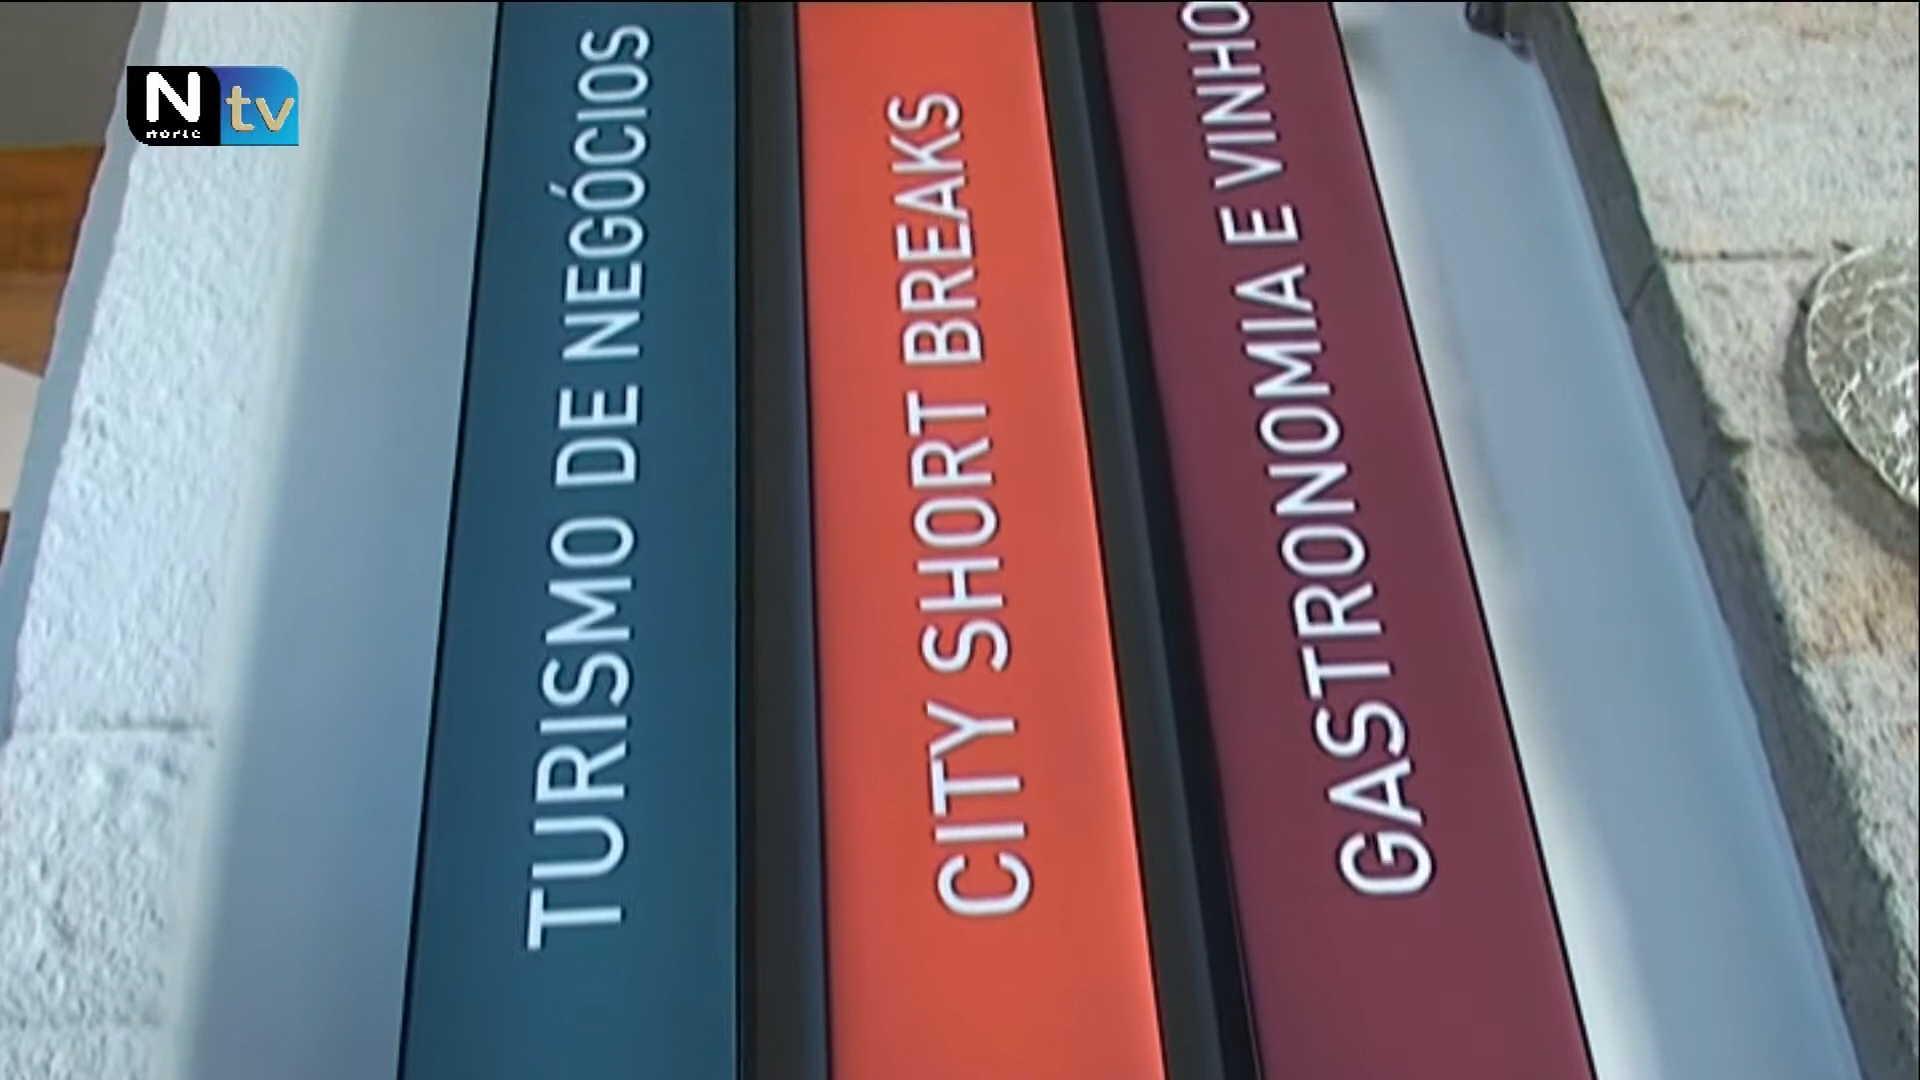 N tv
norte
TURISMO DE NEGÓCIOS
CITY SHORT BREAKS
GASTRONOMIA E VINHO